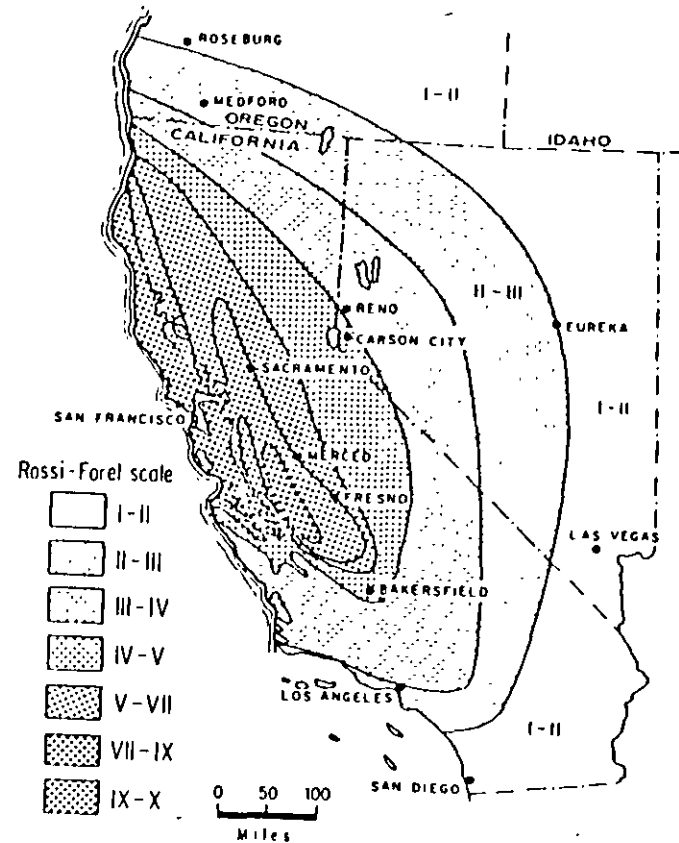 ROSEBURG
I-II
MEDFORD
OREGON
CALIFORNIA
IDAHO
II-III
RENO
EUREKA
CARSON CITY
SACRAMENTO
I-II
SAN FRANCISCO
MERCED
Rossi-Forel scale
FRESNO
I-II
LAS VEGAS
II-III
BAKERSFIELD
III-IV
IV-V
LOS ANGELES
V-VII
I-II
VII-IX
SAN DIEGO
IX-X
0 50 100
Miles